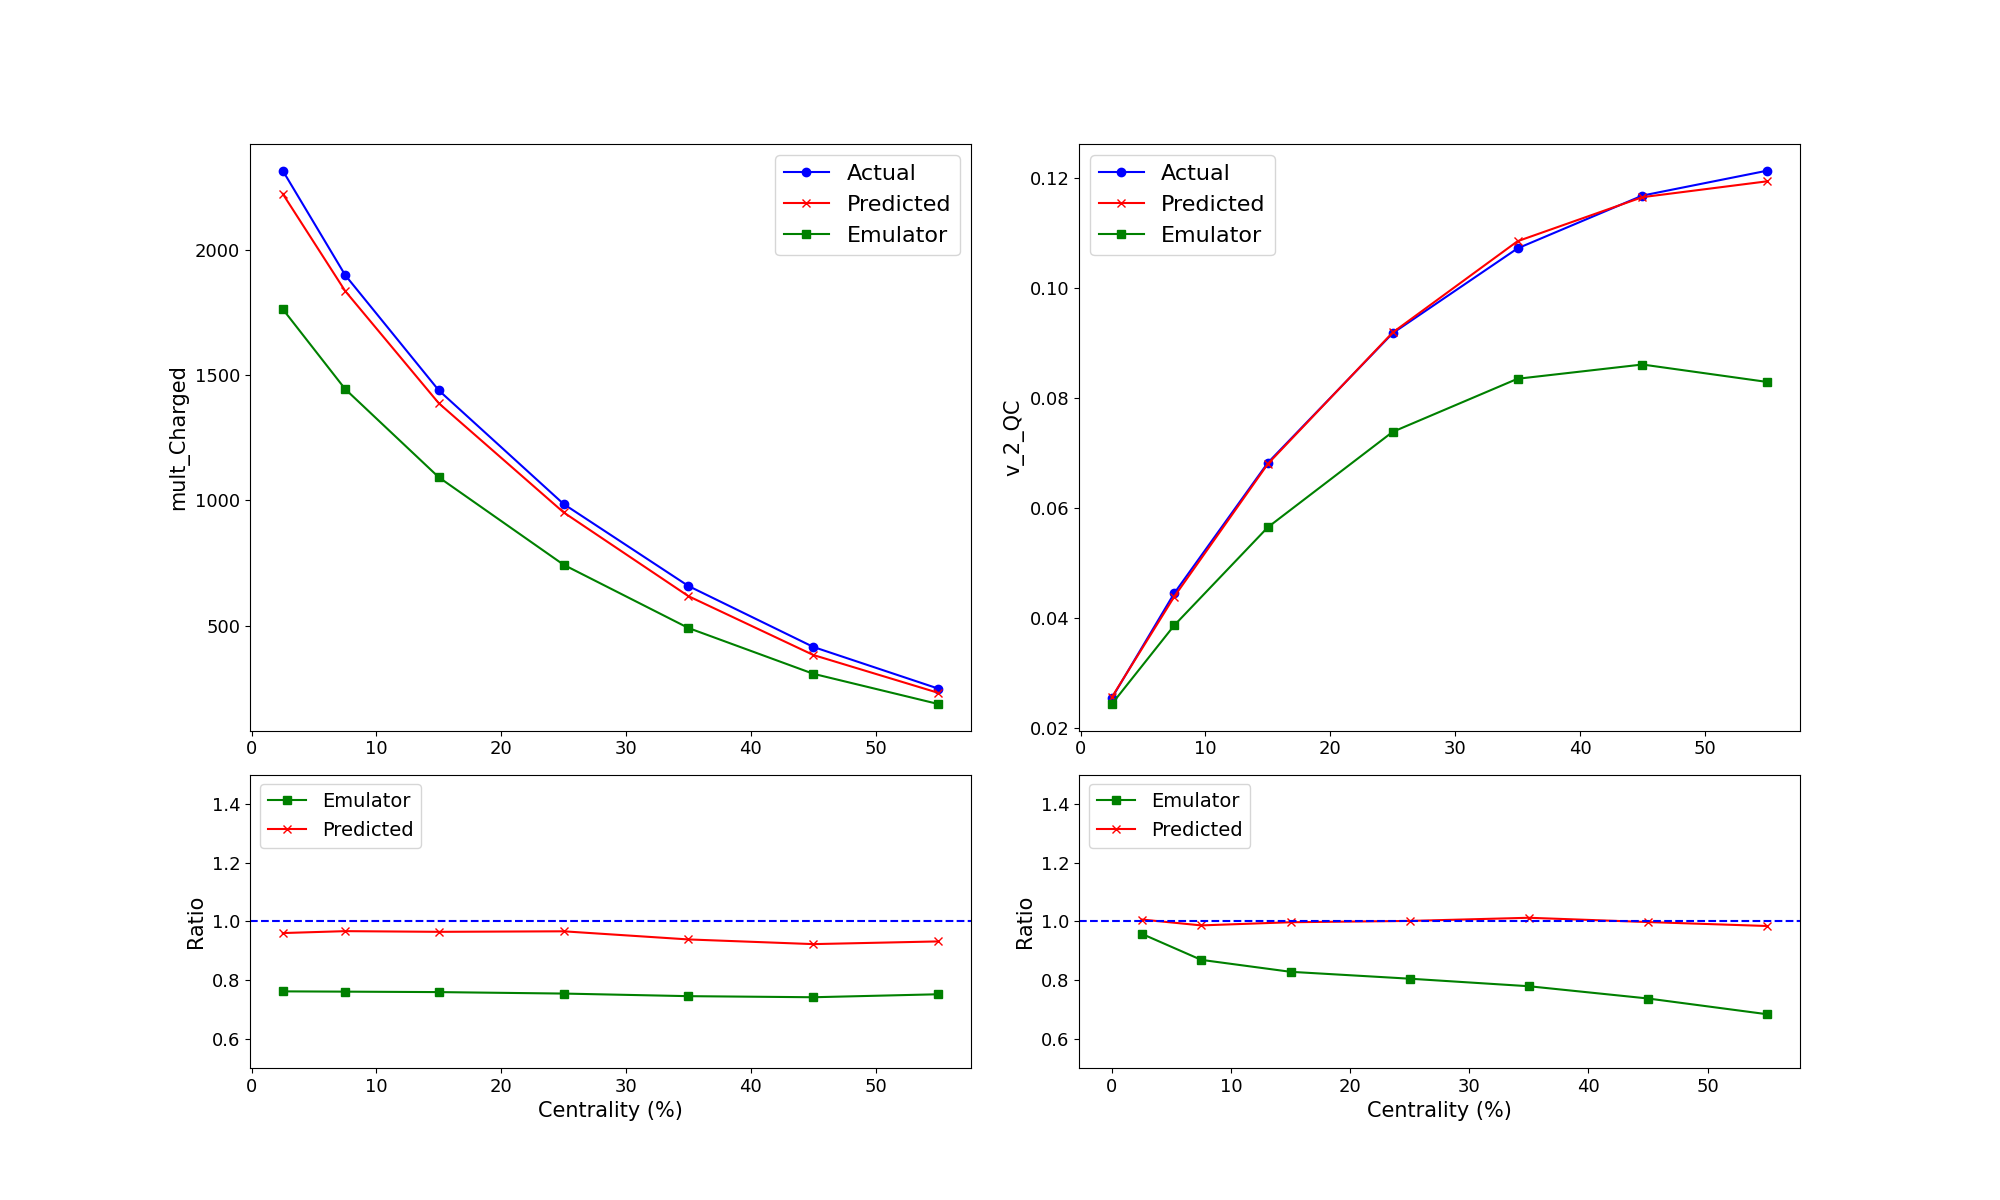 Actual
Predicted
Emulator
2000
1500
1000
500
mult_Charged
0 10 20 30 40 50
Actual
Predicted
Emulator
0.12
0.10
0.08
0.06
0.04
0.02
v_2_QC
0 10 20 30 40 50
Emulator
Predicted
1.4
1.2
1.0
0.8
0.6
Ratio
0 10 20 30 40 50
Centrality (%)
Emulator
Predicted
1.4
1.2
1.0
0.8
0.6
Ratio
0 10 20 30 40 50
Centrality (%)